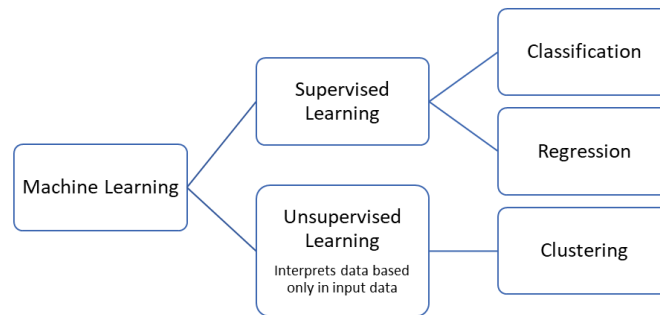 Machine Learning
Supervised
Learning
Classification
Regression
Unsupervised
Learning
Interprets data based
only in input data
Clustering